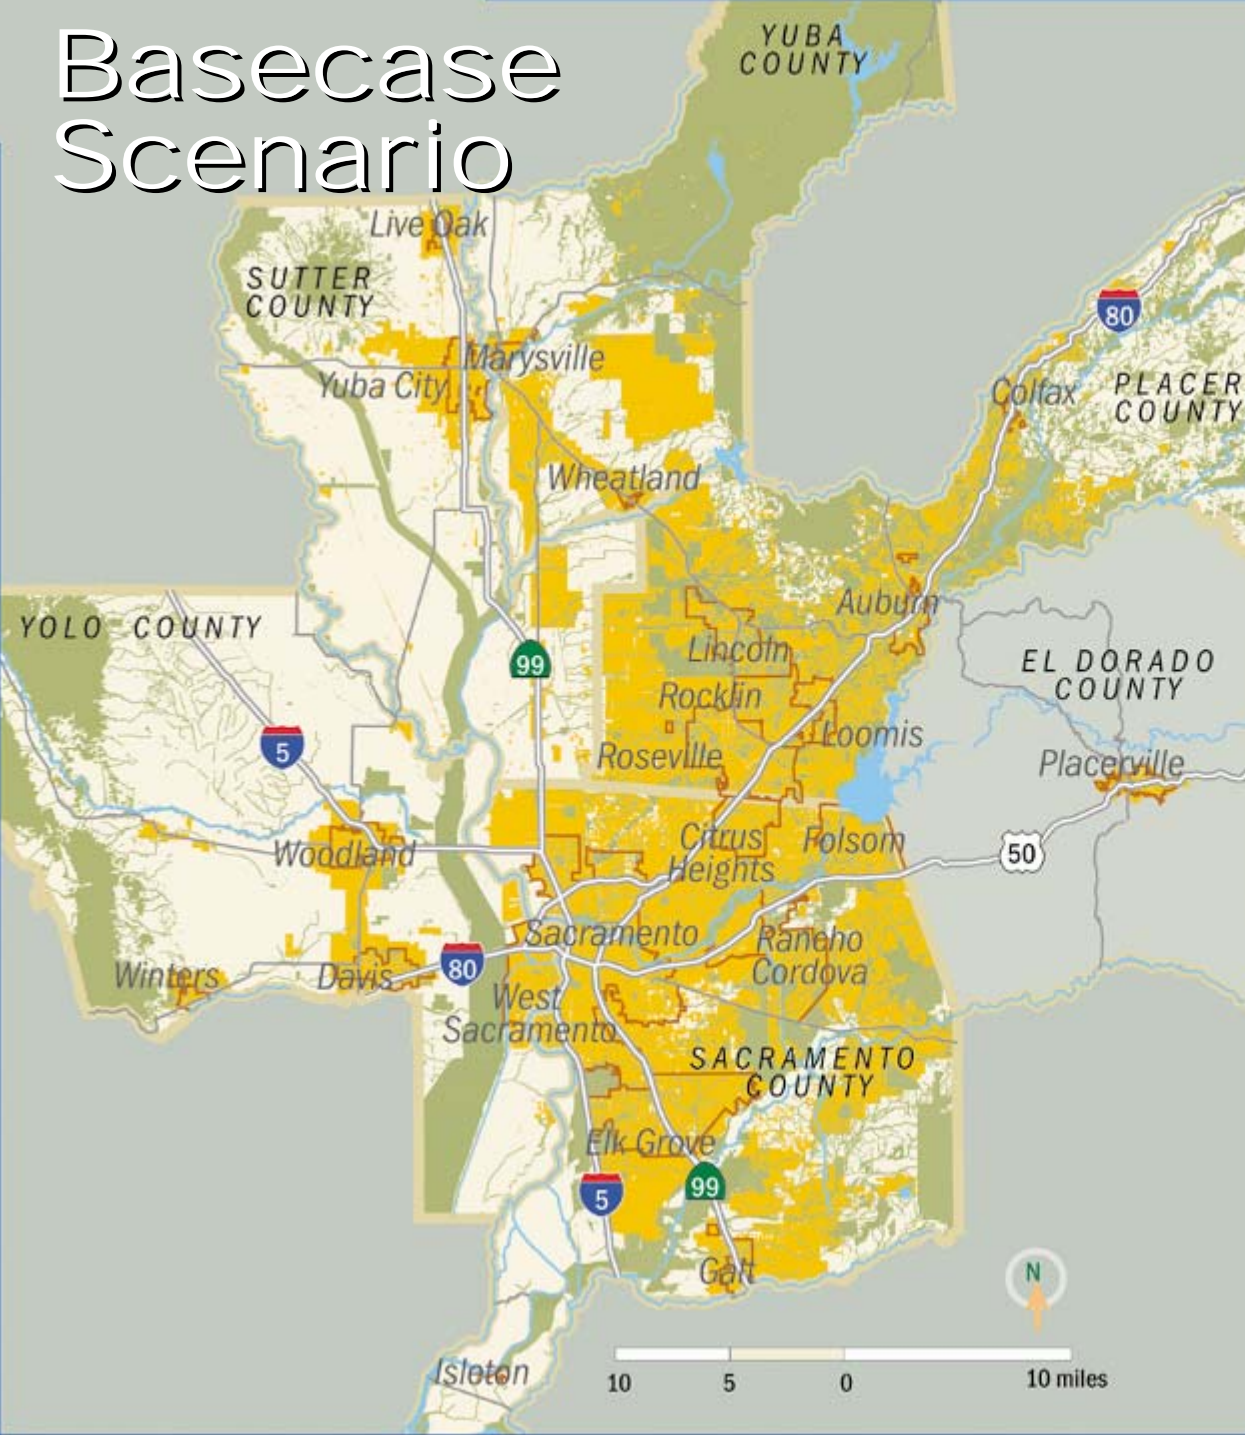 Basecase
Scenario
YUBA
COUNTY
Live Oak
SUTTER
COUNTY
80
Marysville
Yuba City
Colfax
PLACER
COUNTY
Wheatland
Auburn
YOLO COUNTY
99
Lincoln
EL DORADO
COUNTY
Rocklin
5
Roseville
Loomis
Placerville
Citrus
Heights
Folsom
Woodland
50
Sacramento
Rancho
Cordova
80
Winters
Davis
West
Sacramento
SACRAMENTO
COUNTY
Elk Grove
5
99
Galt
N
Isleton
10 5 0 10 miles